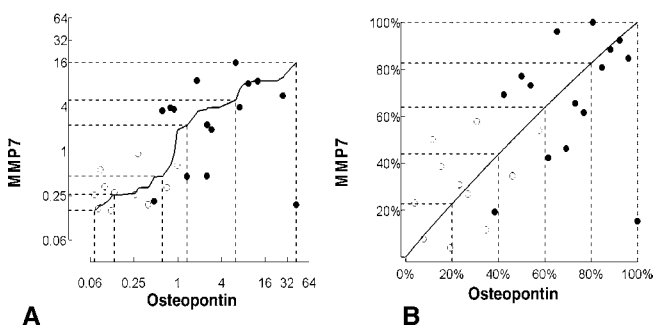 64
32
16
4
1
0.25
0.06
MMP7
0.06 0.25 1 4 16 32 64
Osteopontin
A
100%
80%
60%
40%
20%
MMP7
0% 20% 40% 60% 80% 100%
Osteopontin
B